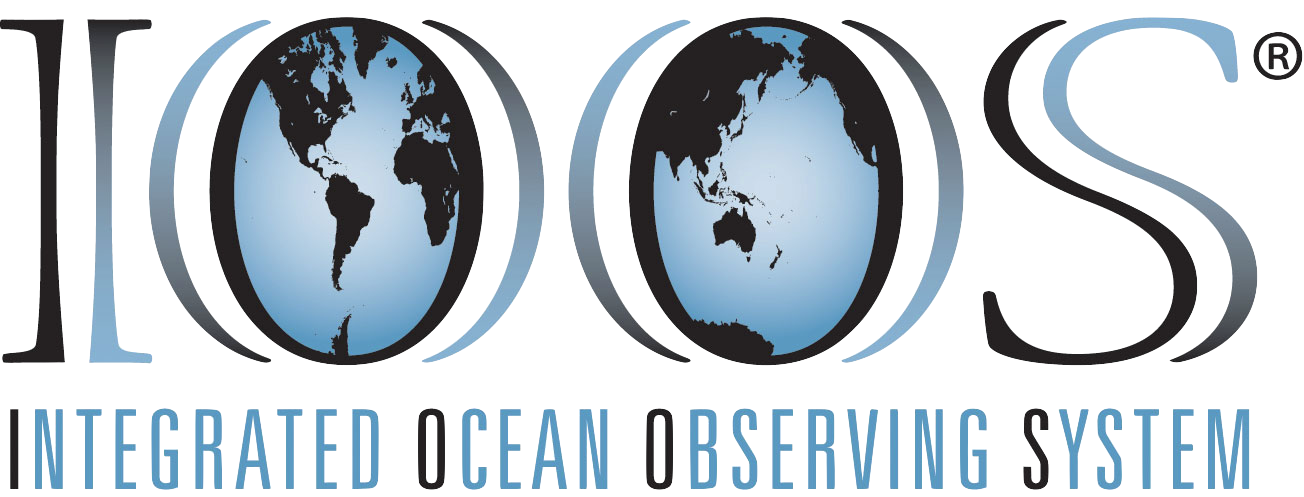 IOOS®
INTEGRATED OCEAN OBSERVING SYSTEM